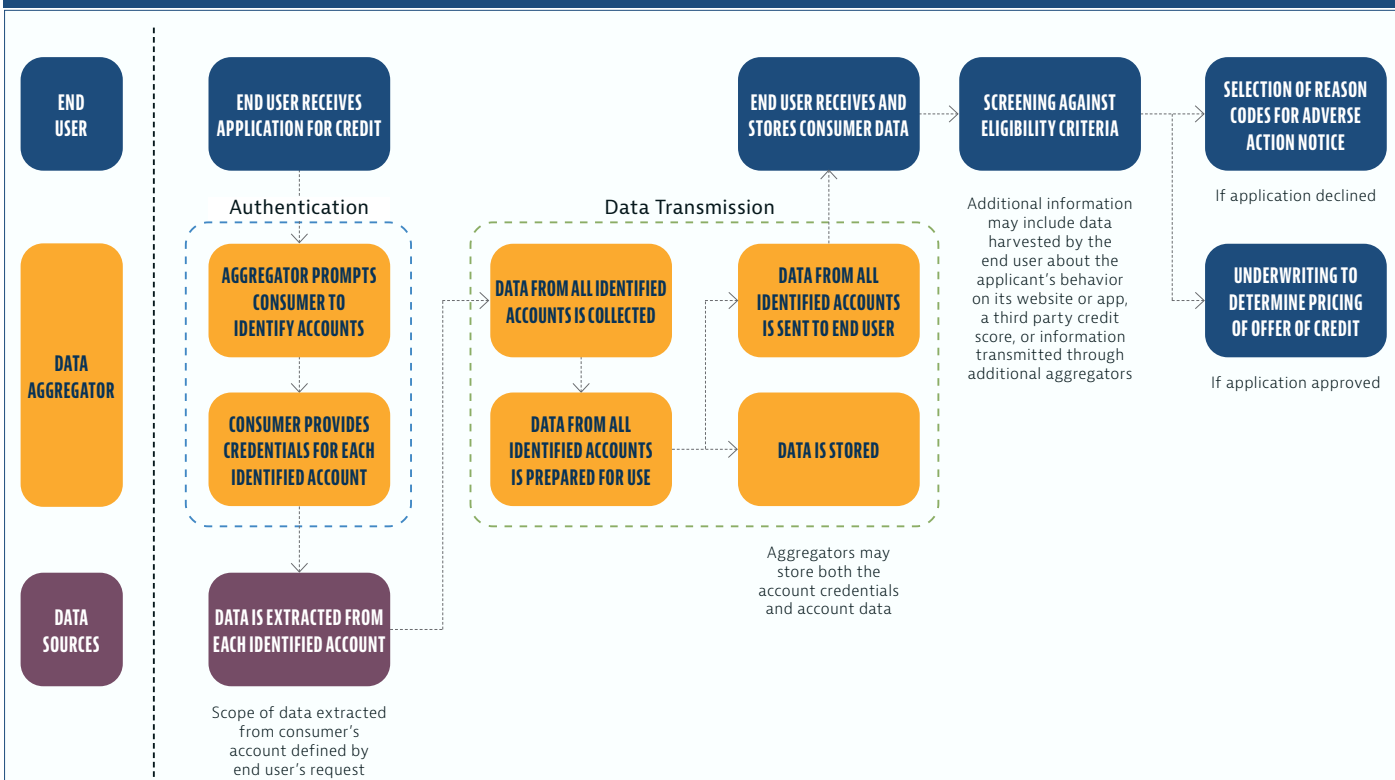 END
USER
DATA
AGGREGATOR
DATA
SOURCES
END USER RECEIVES
APPLICATION FOR CREDIT
Authentication
AGGREGATOR PROMPTS
CONSUMER TO
IDENTIFY ACCOUNTS
CONSUMER PROVIDES
CREDENTIALS FOR EACH
IDENTIFIED ACCOUNT
DATA IS EXTRACTED FROM
EACH IDENTIFIED ACCOUNT
Scope of data extracted
from consumer’s
account defined by
end user’s request
Data Transmission
DATA FROM ALL IDENTIFIED
ACCOUNTS IS COLLECTED
DATA FROM ALL
IDENTIFIED ACCOUNTS
IS PREPARED FOR USE
DATA FROM ALL
IDENTIFIED ACCOUNTS
IS SENT TO END USER
DATA IS STORED
Aggregators may
store both the
account credentials
and account data
END USER RECEIVES AND
STORES CONSUMER DATA
SCREENING AGAINST
ELIGIBILITY CRITERIA
Additional information
may include data
harvested by the
end user about the
applicant’s behavior
on its website or app,
a third party credit
score, or information
transmitted through
additional aggregators
SELECTION OF REASON
CODES FOR ADVERSE
ACTION NOTICE
If application declined
UNDERWRITING TO
DETERMINE PRICING
OF OFFER OF CREDIT
If application approved